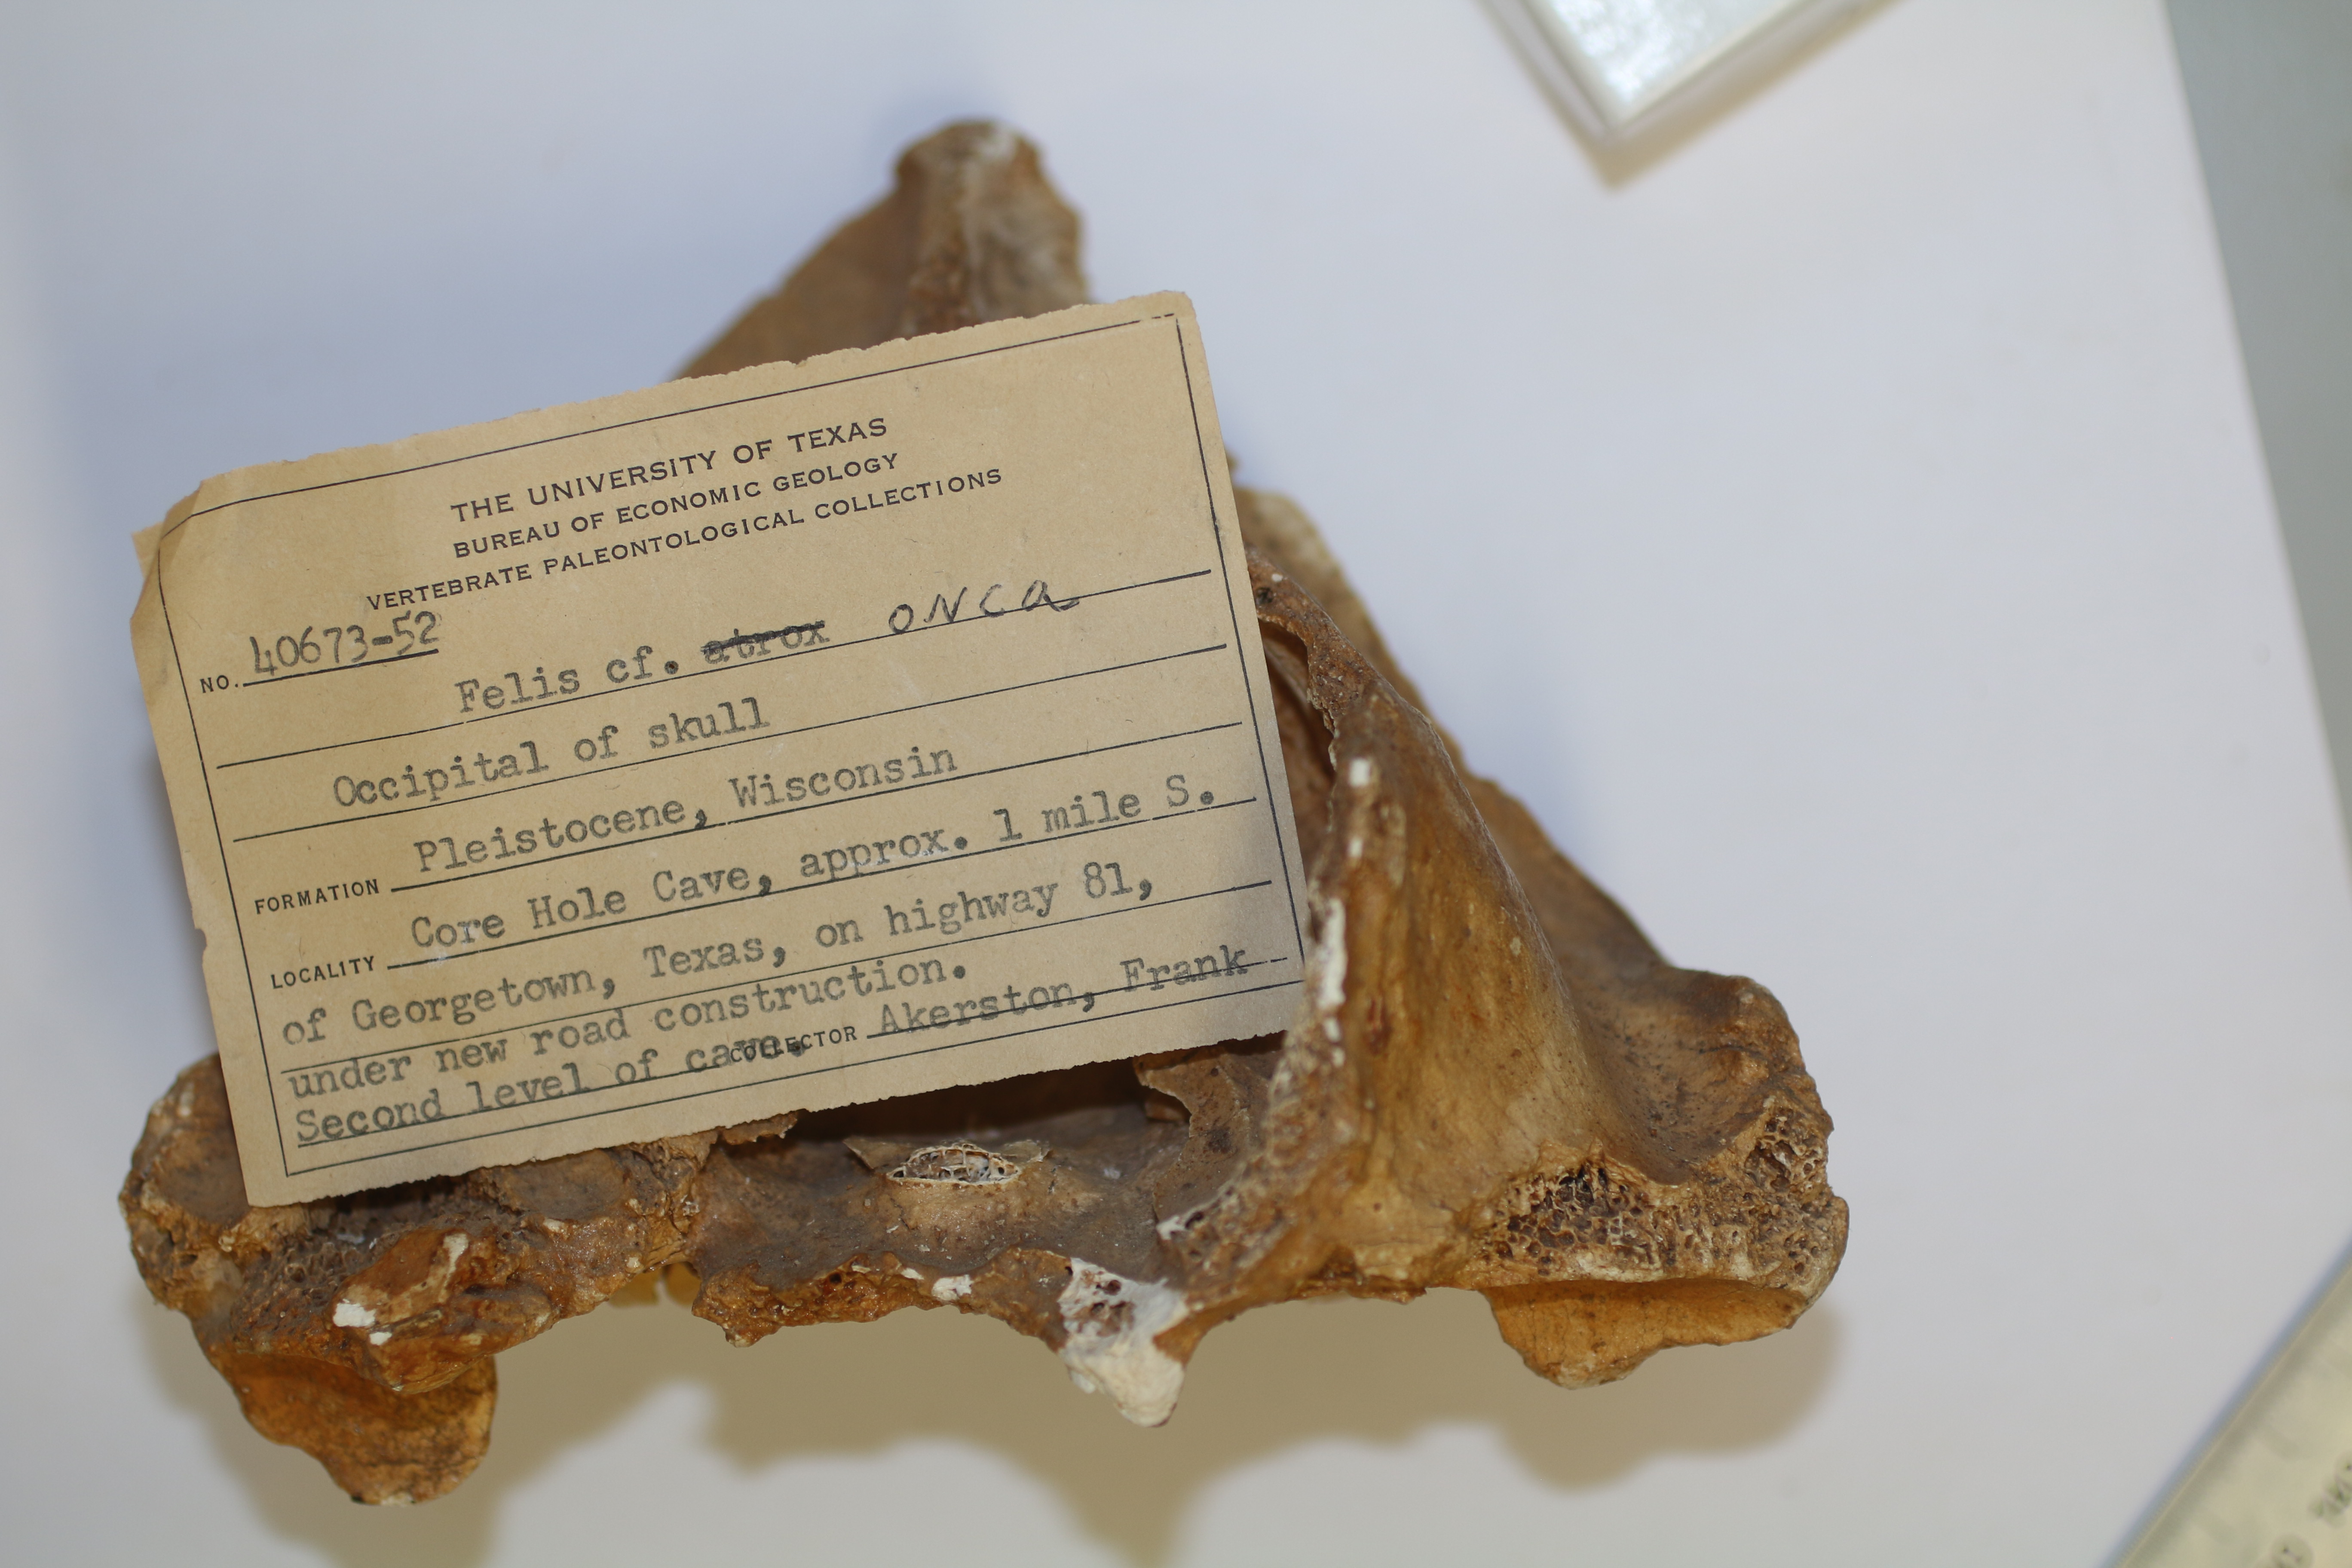 THE UNIVERSITY OF TEXAS
BUREAU OF ECONOMIC GEOLOGY
VERTEBRATE PALEONTOLOGICAL COLLECTIONS
NO. 40673-52
Felis cf. atrox ONCA
Occipital of skull
FORMATION Pleistocene, Wisconsin
LOCALITY Core Hole Cave, approx. 1 mile S.
of Georgetown, Texas, on highway 81,
under new road construction.
Second level of cave. COLLECTOR Akerston, Frank